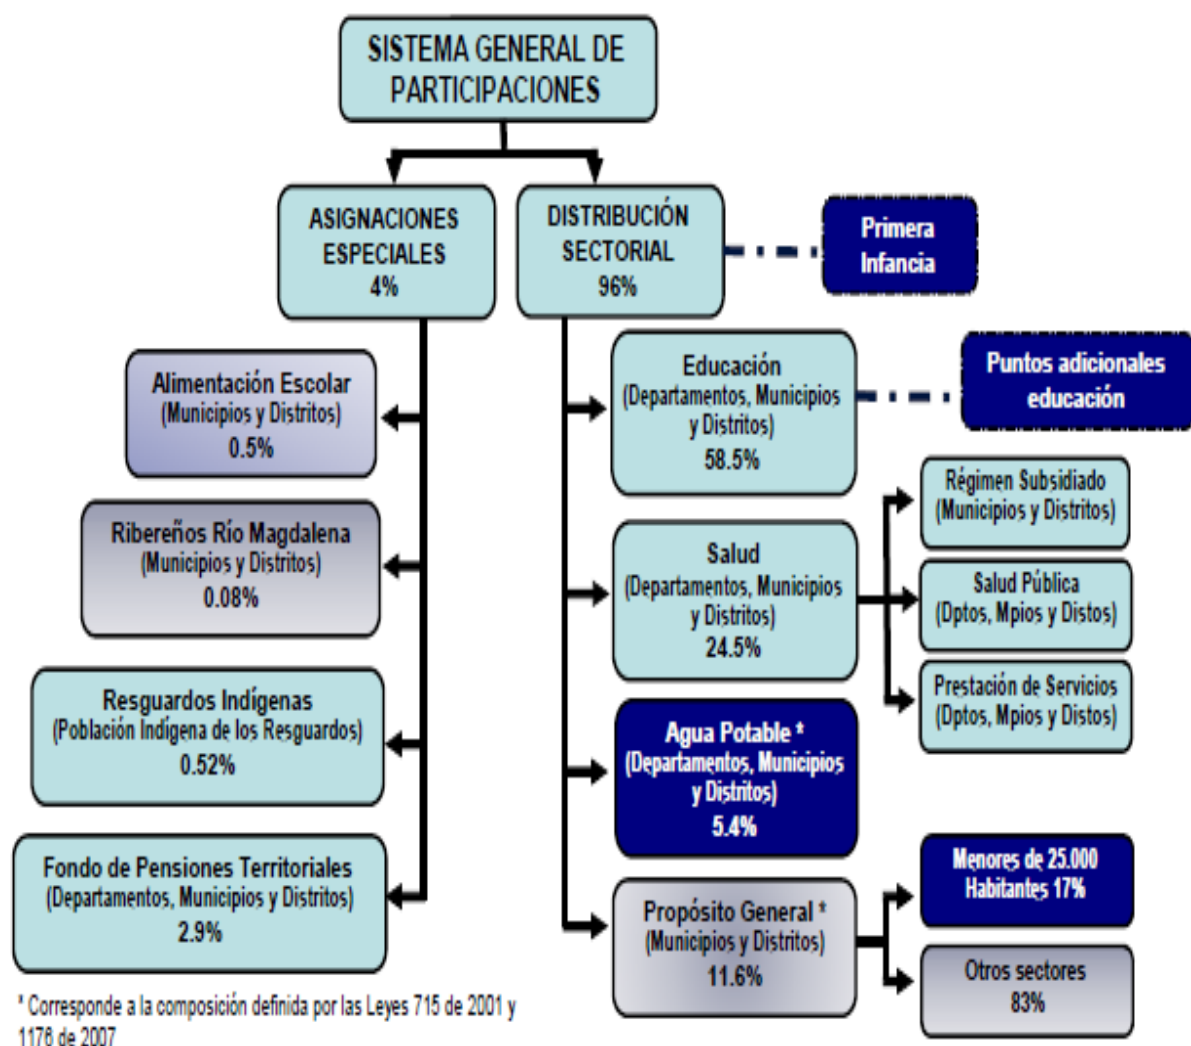 SISTEMA GENERAL DE
PARTICIPACIONES
ASIGNACIONES
ESPECIALES
4%
DISTRIBUCIÓN
SECTORIAL
96%
Primera
Infancia
Alimentación Escolar
(Municipios y Distritos)
0.5%
Ribereños Río Magdalena
(Municipios y Distritos)
0.08%
Resguardos Indígenas
(Población Indígena de los Resguardos)
0.52%
Fondo de Pensiones Territoriales
(Departamentos, Municipios y Distritos)
2.9%
Educación
(Departamentos, Municipios
y Distritos)
58.5%
Puntos adicionales
educación
Salud
(Departamentos, Municipios
y Distritos)
24.5%
Régimen Subsidiado
(Municipios y Distritos)
Salud Pública
(Dptos, Mpios y Distos)
Prestación de Servicios
(Dptos, Mpios y Distos)
Agua Potable *
(Departamentos, Municipios
y Distritos)
5.4%
Propósito General *
(Municipios y Distritos)
11.6%
Menores de 25.000
Habitantes 17%
Otros sectores
83%
* Corresponde a la composición definida por las Leyes 715 de 2001 y
1176 de 2007